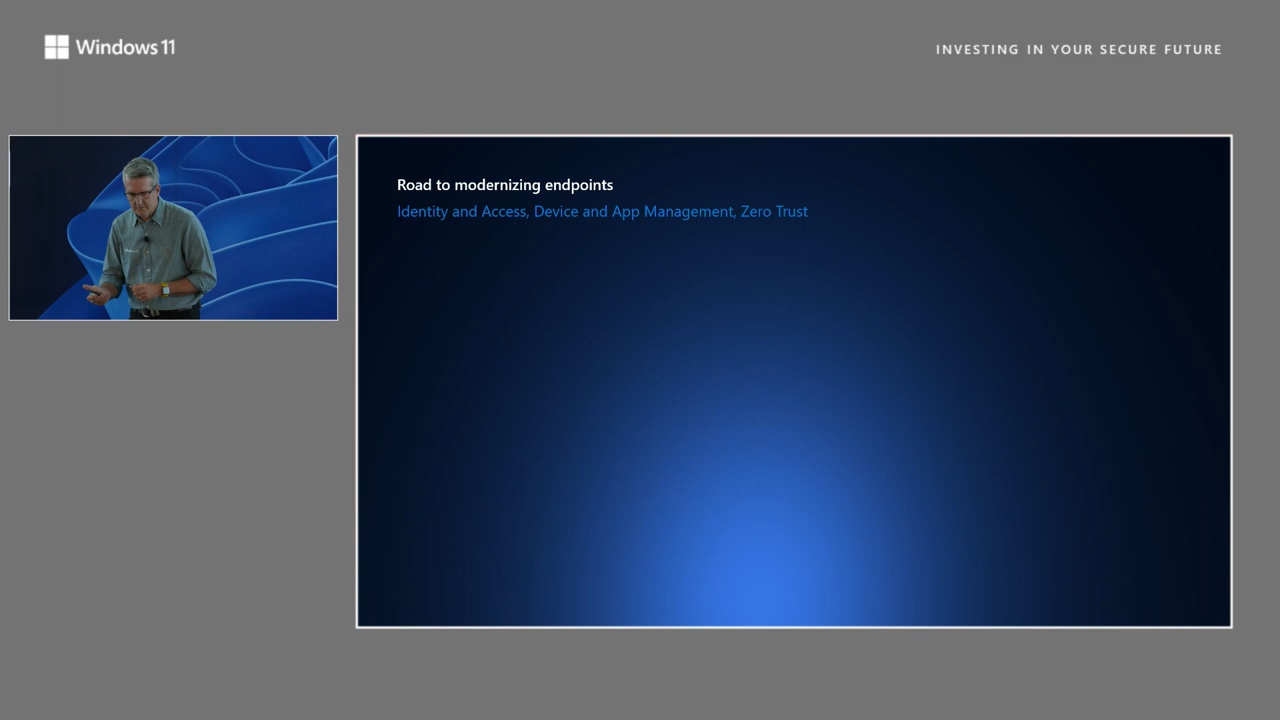 Windows 11
INVESTING IN YOUR SECURE FUTURE
Road to modernizing endpoints
Identity and Access, Device and App Management, Zero Trust